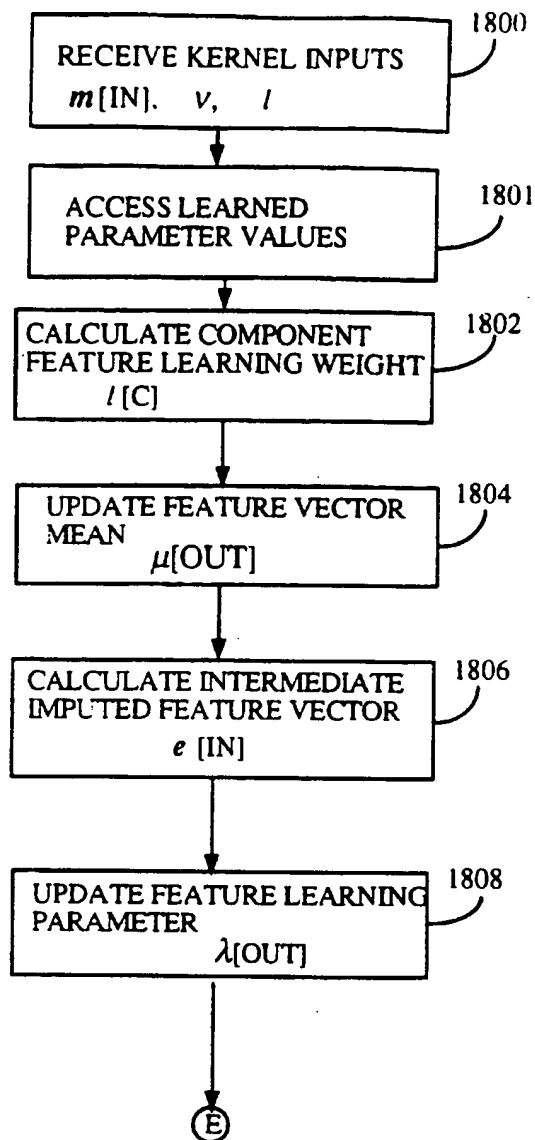 1800
RECEIVE KERNEL INPUTS
m[IN]. v, l
1801
ACCESS LEARNED
PARAMETER VALUES
1802
CALCULATE COMPONENT
FEATURE LEARNING WEIGHT
l[C]
1804
UPDATE FEATURE VECTOR
MEAN
μ[OUT]
1806
CALCULATE INTERMEDIATE
IMPUTED FEATURE VECTOR
e [IN]
1808
UPDATE FEATURE LEARNING
PARAMETER
λ[OUT]
E